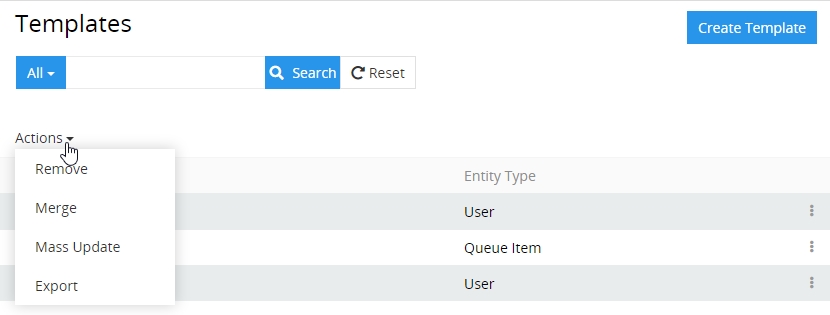 Templates
Create Template
All
Search
Reset
Actions
Remove
Merge
Mass Update
Export
Entity Type
User
Queue Item
User